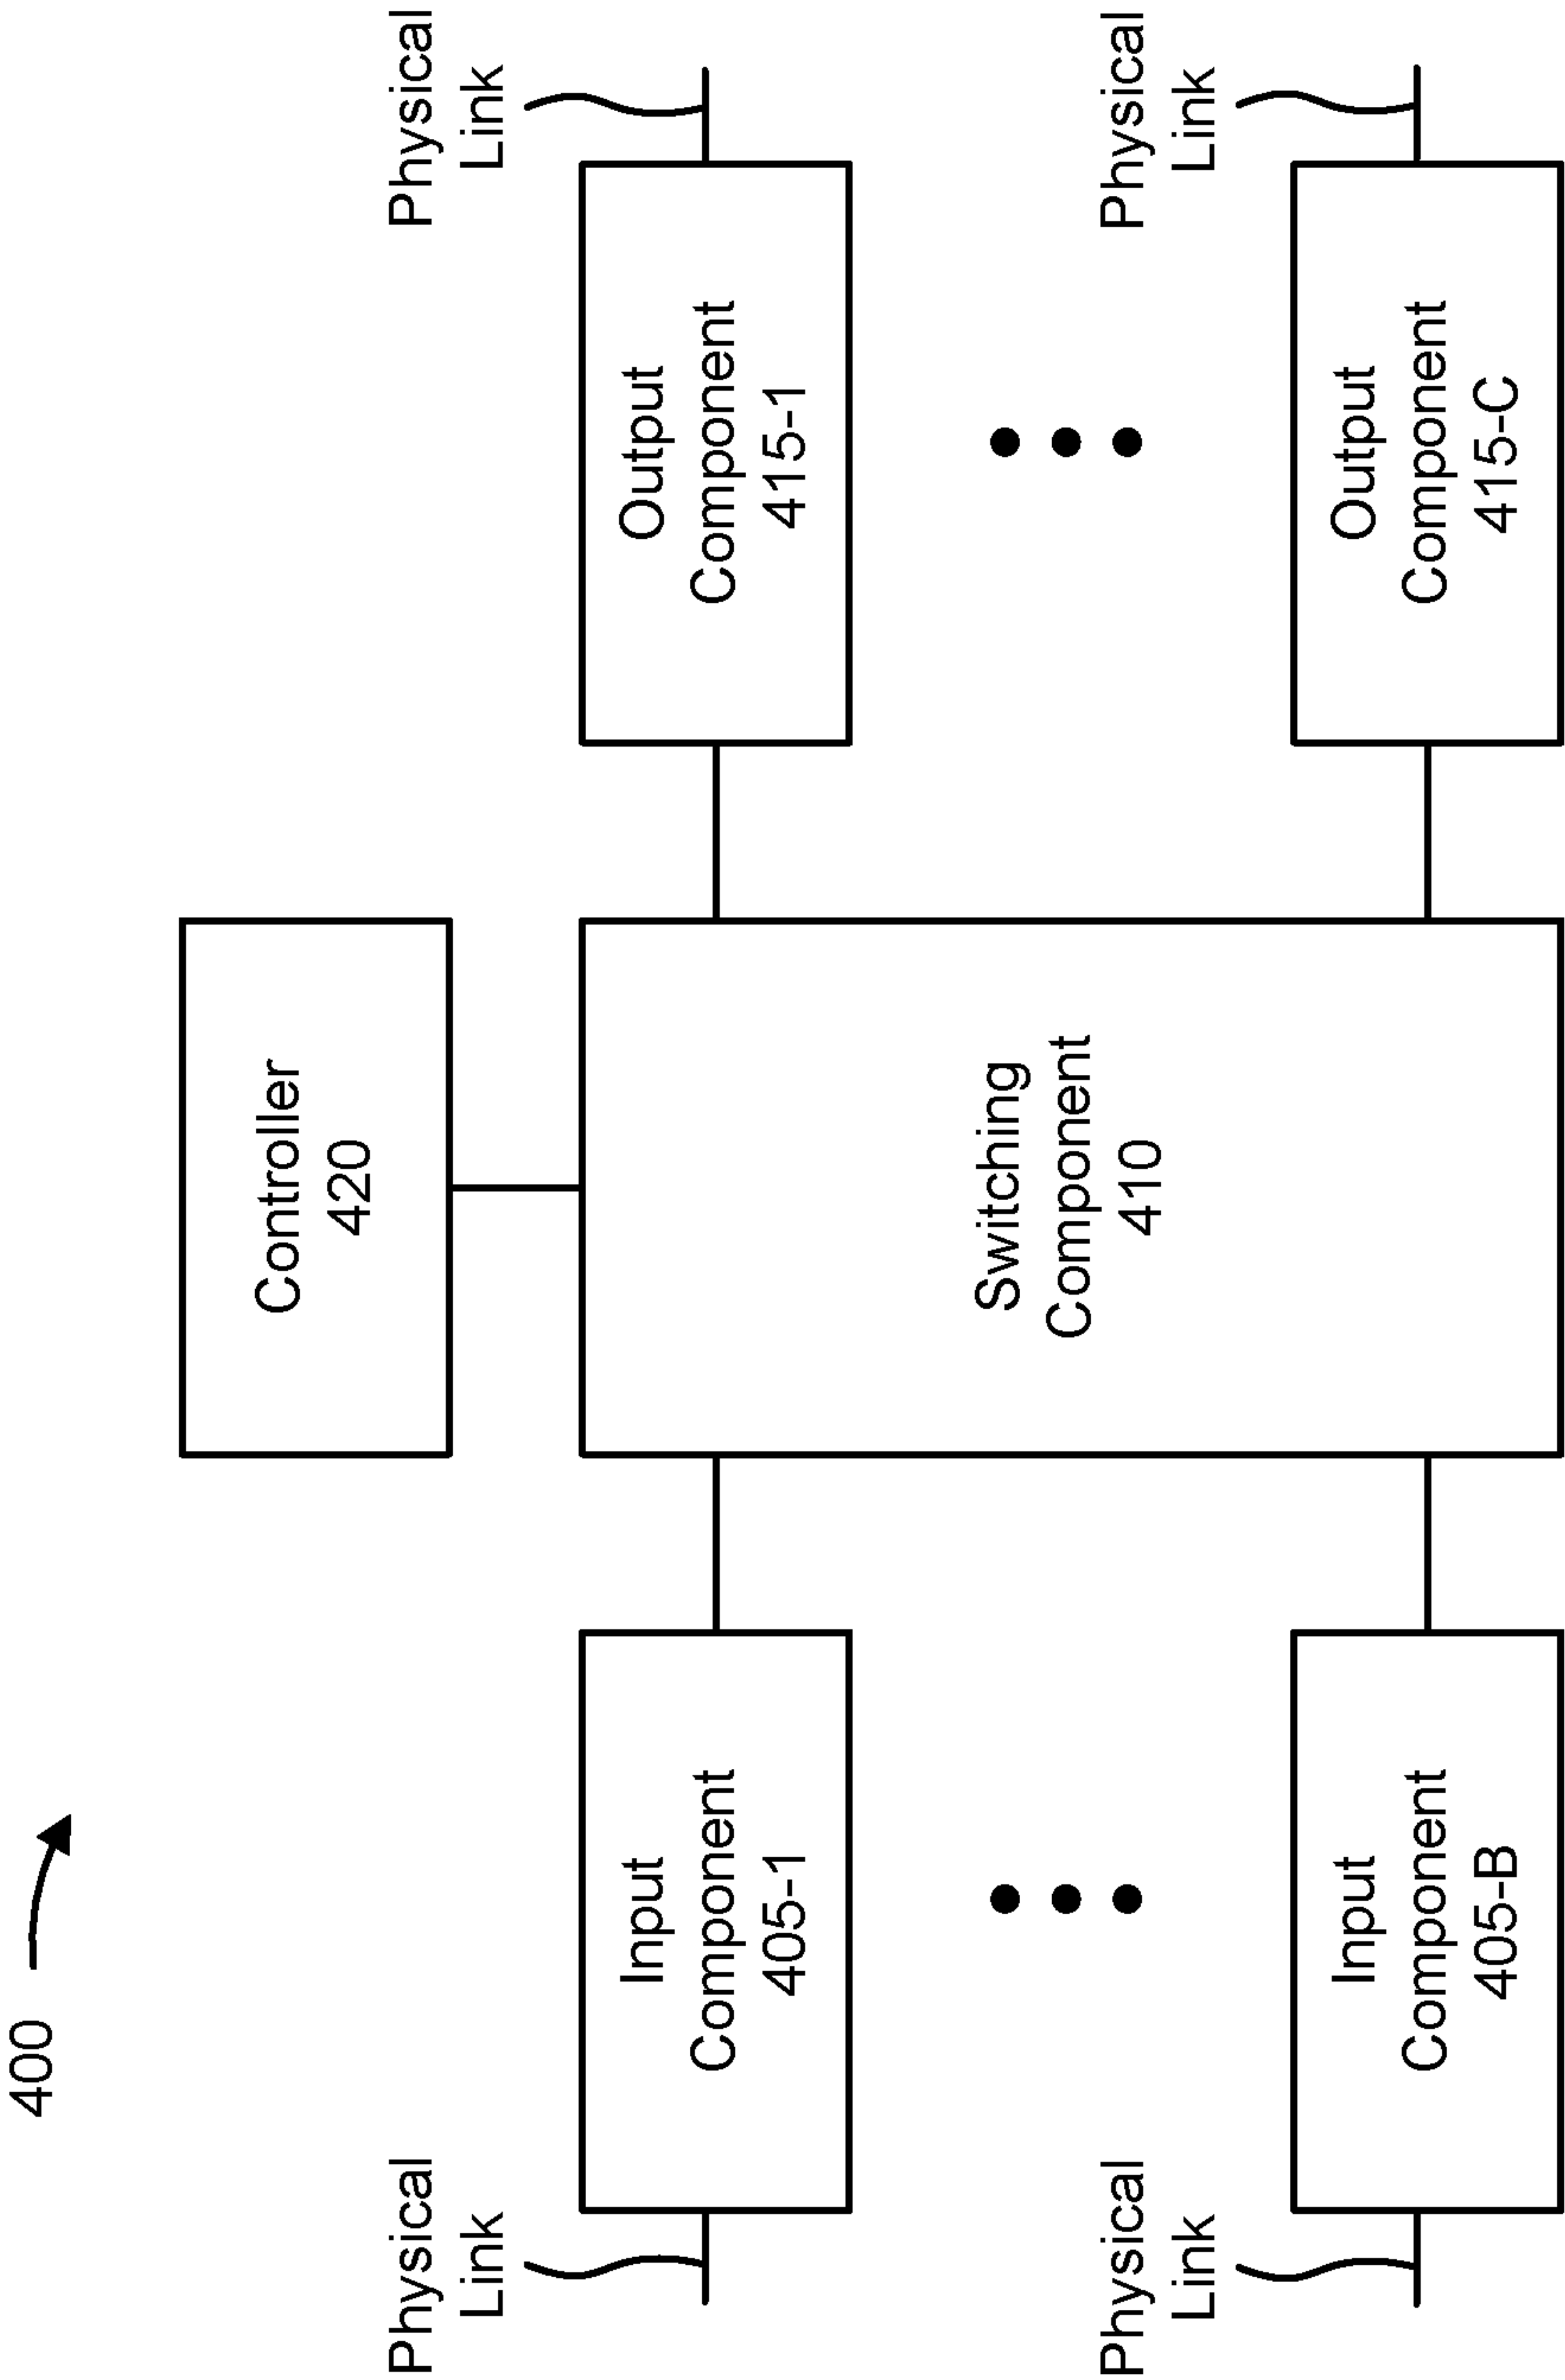 400
Controller
420
Physical
Link
Input
Component
405-1
Switching
Component
410
Output
Component
415-1
Physical
Link
Physical
Link
Input
Component
405-B
Output
Component
415-C
Physical
Link